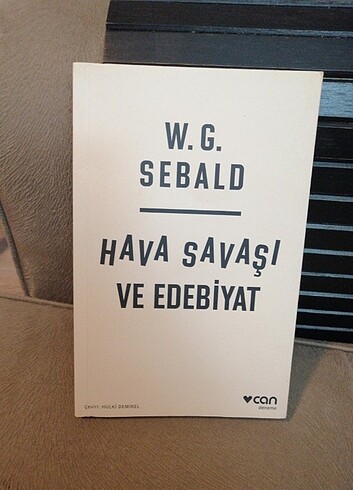 W. G.
SEBALD
HAVA SAVAŞI
VE EDEBİYAT
ÇEVİRİ: HULKİ DEMİREL
can
deneme